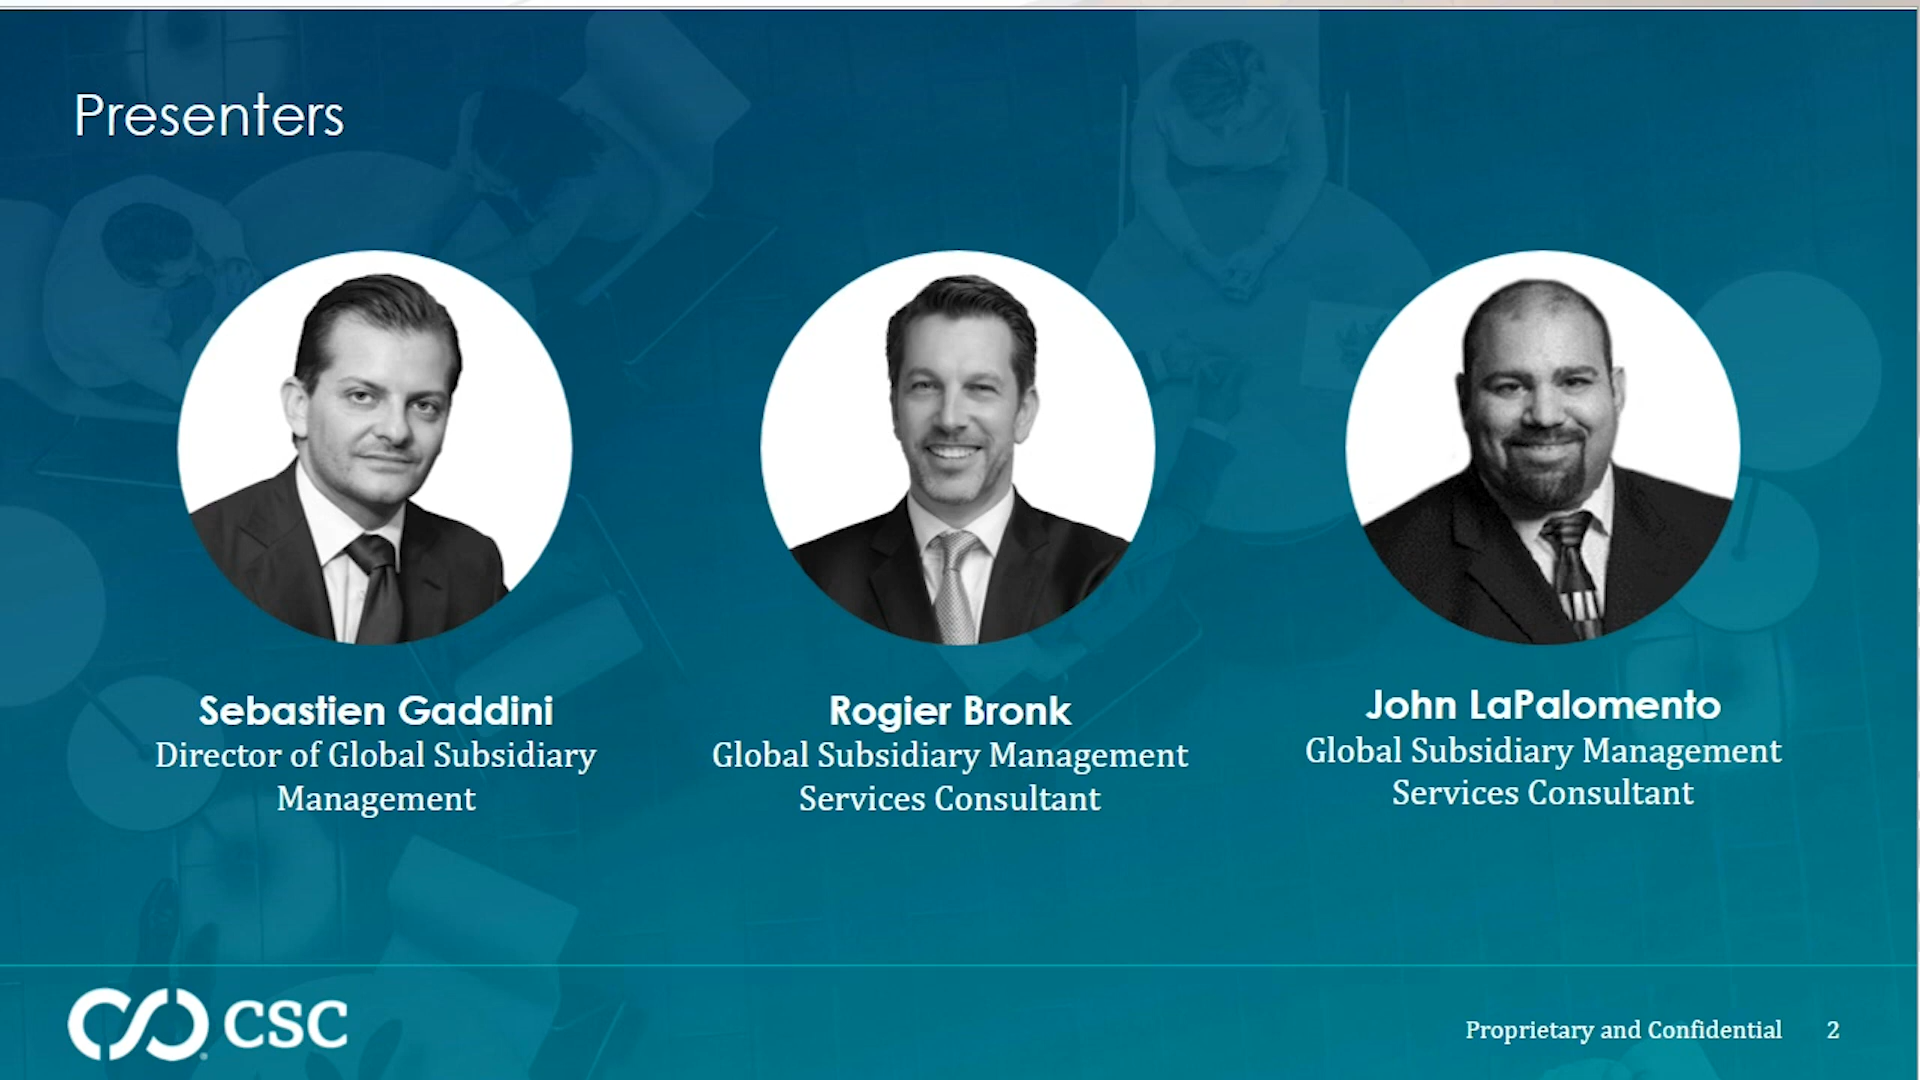 Presenters
Sebastien Gaddini
Director of Global Subsidiary
Management
Rogier Bronk
Global Subsidiary Management
Services Consultant
John LaPalomento
Global Subsidiary Management
Services Consultant
CSC
Proprietary and Confidential 2